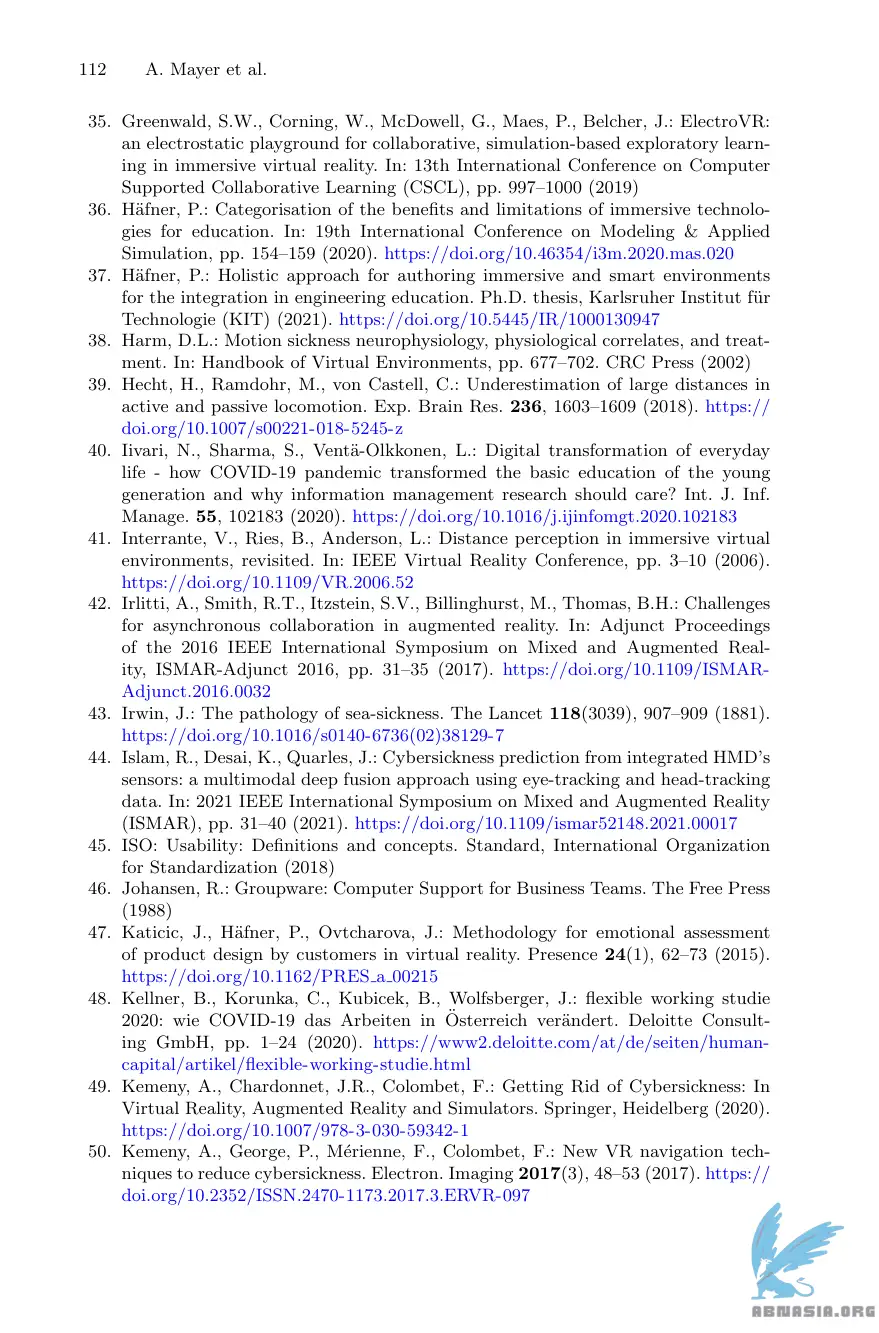 112 A. Mayer et al.
35. Greenwald, S.W., Corning, W., McDowell, G., Maes, P., Belcher, J.: ElectroVR:
an electrostatic playground for collaborative, simulation-based exploratory learn-
ing in immersive virtual reality. In: 13th International Conference on Computer
Supported Collaborative Learning (CSCL), pp. 997–1000 (2019)
36. Häfner, P.: Categorisation of the benefits and limitations of immersive technolo-
gies for education. In: 19th International Conference on Modeling & Applied
Simulation, pp. 154–159 (2020). https://doi.org/10.46354/i3m.2020.mas.020
37. Häfner, P.: Holistic approach for authoring immersive and smart environments
for the integration in engineering education. Ph.D. thesis, Karlsruher Institut für
Technologie (KIT) (2021). https://doi.org/10.5445/IR/1000130947
38. Harm, D.L.: Motion sickness neurophysiology, physiological correlates, and treat-
ment. In: Handbook of Virtual Environments, pp. 677–702. CRC Press (2002)
39. Hecht, H., Ramdohr, M., von Castell, C.: Underestimation of large distances in
active and passive locomotion. Exp. Brain Res. 236, 1603–1609 (2018). https://
doi.org/10.1007/s00221-018-5245-z
40. Iivari, N., Sharma, S., Ventä-Olkkonen, L.: Digital transformation of everyday
life - how COVID-19 pandemic transformed the basic education of the young
generation and why information management research should care? Int. J. Inf.
Manage. 55, 102183 (2020). https://doi.org/10.1016/j.ijinfomgt.2020.102183
41. Interrante, V., Ries, B., Anderson, L.: Distance perception in immersive virtual
environments, revisited. In: IEEE Virtual Reality Conference, pp. 3–10 (2006).
https://doi.org/10.1109/VR.2006.52
42. Irlitti, A., Smith, R.T., Itzstein, S.V., Billinghurst, M., Thomas, B.H.: Challenges
for asynchronous collaboration in augmented reality. In: Adjunct Proceedings
of the 2016 IEEE International Symposium on Mixed and Augmented Real-
ity, ISMAR-Adjunct 2016, pp. 31–35 (2017). https://doi.org/10.1109/ISMAR-
Adjunct.2016.0032
43. Irwin, J.: The pathology of sea-sickness. The Lancet 118(3039), 907–909 (1881).
https://doi.org/10.1016/s0140-6736(02)38129-7
44. Islam, R., Desai, K., Quarles, J.: Cybersickness prediction from integrated HMD's
sensors: a multimodal deep fusion approach using eye-tracking and head-tracking
data. In: 2021 IEEE International Symposium on Mixed and Augmented Reality
(ISMAR), pp. 31–40 (2021). https://doi.org/10.1109/ismar52148.2021.00017
45. ISO: Usability: Definitions and concepts. Standard, International Organization
for Standardization (2018)
46. Johansen, R.: Groupware: Computer Support for Business Teams. The Free Press
(1988)
47. Katicic, J., Häfner, P., Ovtcharova, J.: Methodology for emotional assessment
of product design by customers in virtual reality. Presence 24(1), 62–73 (2015).
https://doi.org/10.1162/PRES_a_00215
48. Kellner, B., Korunka, C., Kubicek, B., Wolfsberger, J.: flexible working studie
2020: wie COVID-19 das Arbeiten in Österreich verändert. Deloitte Consult-
ing GmbH, pp. 1–24 (2020). https://www2.deloitte.com/at/de/seiten/human-
capital/artikel/flexible-working-studie.html
49. Kemeny, A., Chardonnet, J.R., Colombet, F.: Getting Rid of Cybersickness: In
Virtual Reality, Augmented Reality and Simulators. Springer, Heidelberg (2020).
https://doi.org/10.1007/978-3-030-59342-1
50. Kemeny, A., George, P., Mérienne, F., Colombet, F.: New VR navigation tech-
niques to reduce cybersickness. Electron. Imaging 2017(3), 48–53 (2017). https://
doi.org/10.2352/ISSN.2470-1173.2017.3.ERVR-097
ABNASIA.ORG